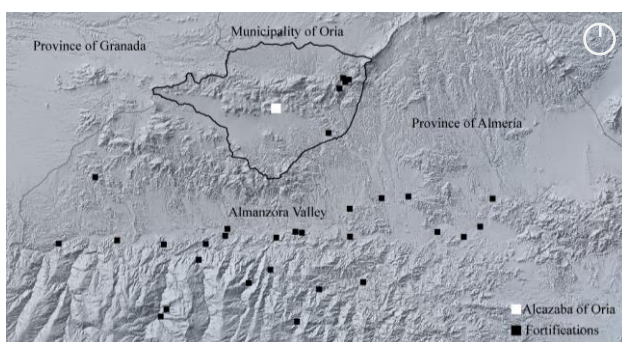 Municipality of Oria
Province of Granada
Province of Almería
Almanzora Valley
Alcazaba of Oria
Fortifications